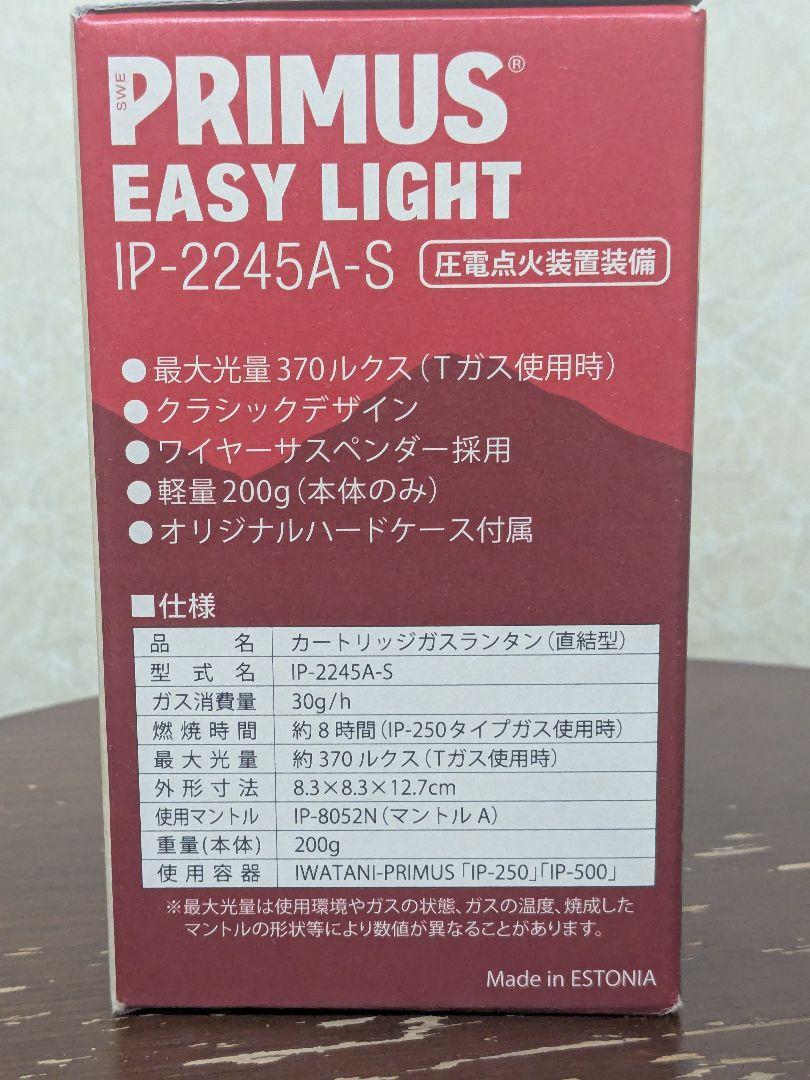 SWE
PRIMUS®
EASY LIGHT
IP-2245A-S 圧電点火装置装備
●最大光量370ルクス(Tガス使用時)
●クラシックデザイン
●ワイヤーサスペンダー採用
●軽量200g(本体のみ)
●オリジナルハードケース付属
■仕様
品名 カートリッジガスランタン(直結型)
型式名 IP-2245A-S
ガス消費量 30g/h
燃焼時間 約8時間(IP-250タイプガス使用時)
最大光量 約370ルクス(Tガス使用時)
外形寸法 8.3×8.3×12.7cm
使用マントル IP-8052N(マントルA)
重量(本体) 200g
使用容器 IWATANI-PRIMUS「IP-250」「IP-500」
※最大光量は使用環境やガスの状態、ガスの温度、焼成した
マントルの形状等により数値が異なることがあります。
Made in ESTONIA